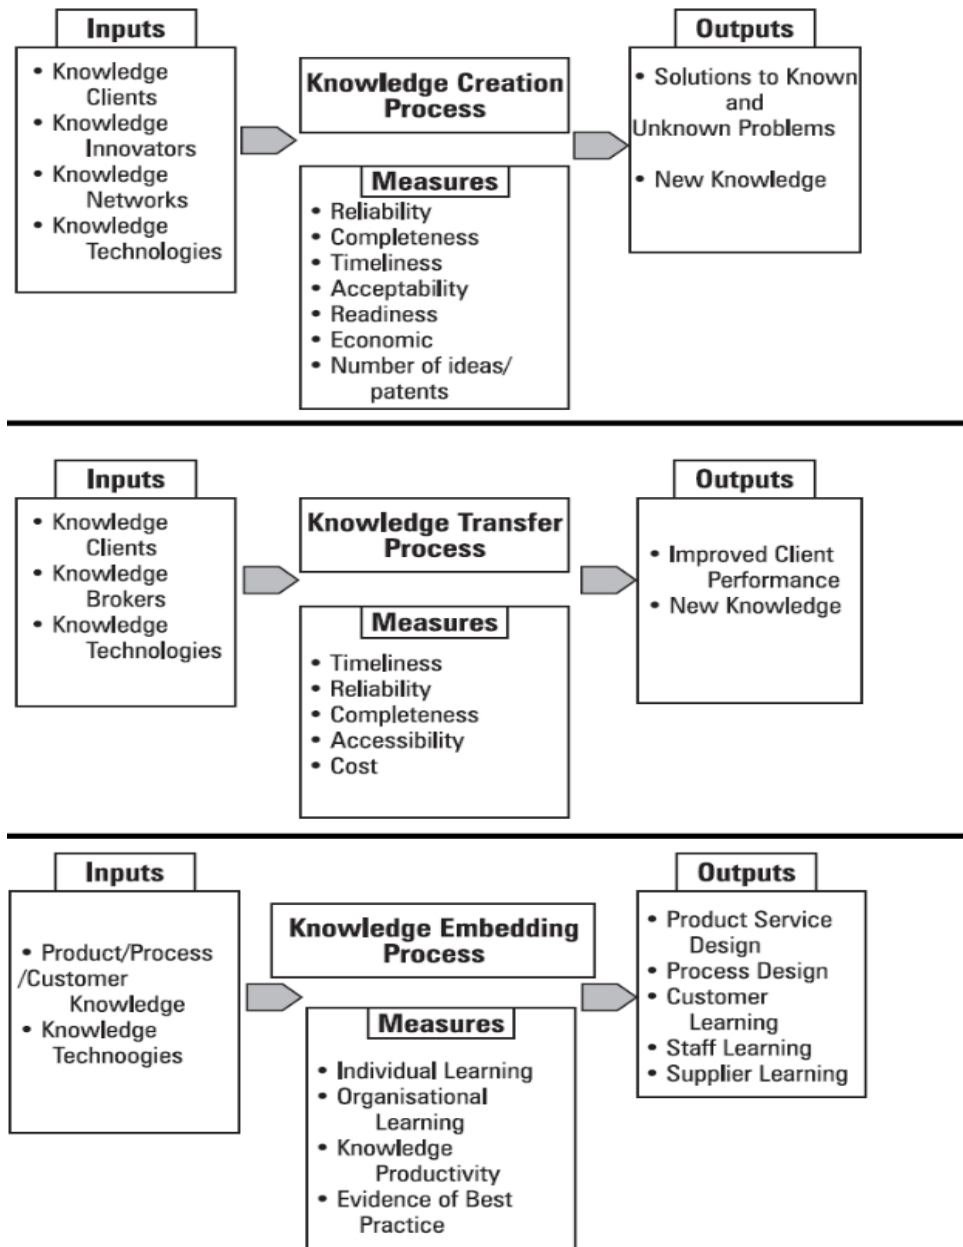 Inputs
• Knowledge
Clients
• Knowledge
Innovators
• Knowledge
Networks
• Knowledge
Technologies
Knowledge Creation
Process
Measures
• Reliability
• Completeness
• Timeliness
• Acceptability
• Readiness
• Economic
• Number of ideas/
patents
Outputs
• Solutions to Known
and
Unknown Problems
• New Knowledge
Inputs
• Knowledge
Clients
• Knowledge
Brokers
• Knowledge
Technologies
Knowledge Transfer
Process
Measures
• Timeliness
• Reliability
• Completeness
• Accessibility
• Cost
Outputs
• Improved Client
Performance
• New Knowledge
Inputs
• Product/Process
/Customer
Knowledge
• Knowledge
Technoogies
Knowledge Embedding
Process
Measures
• Individual Learning
• Organisational
Learning
• Knowledge
Productivity
• Evidence of Best
Practice
Outputs
• Product Service
Design
• Process Design
• Customer
Learning
• Staff Learning
• Supplier Learning